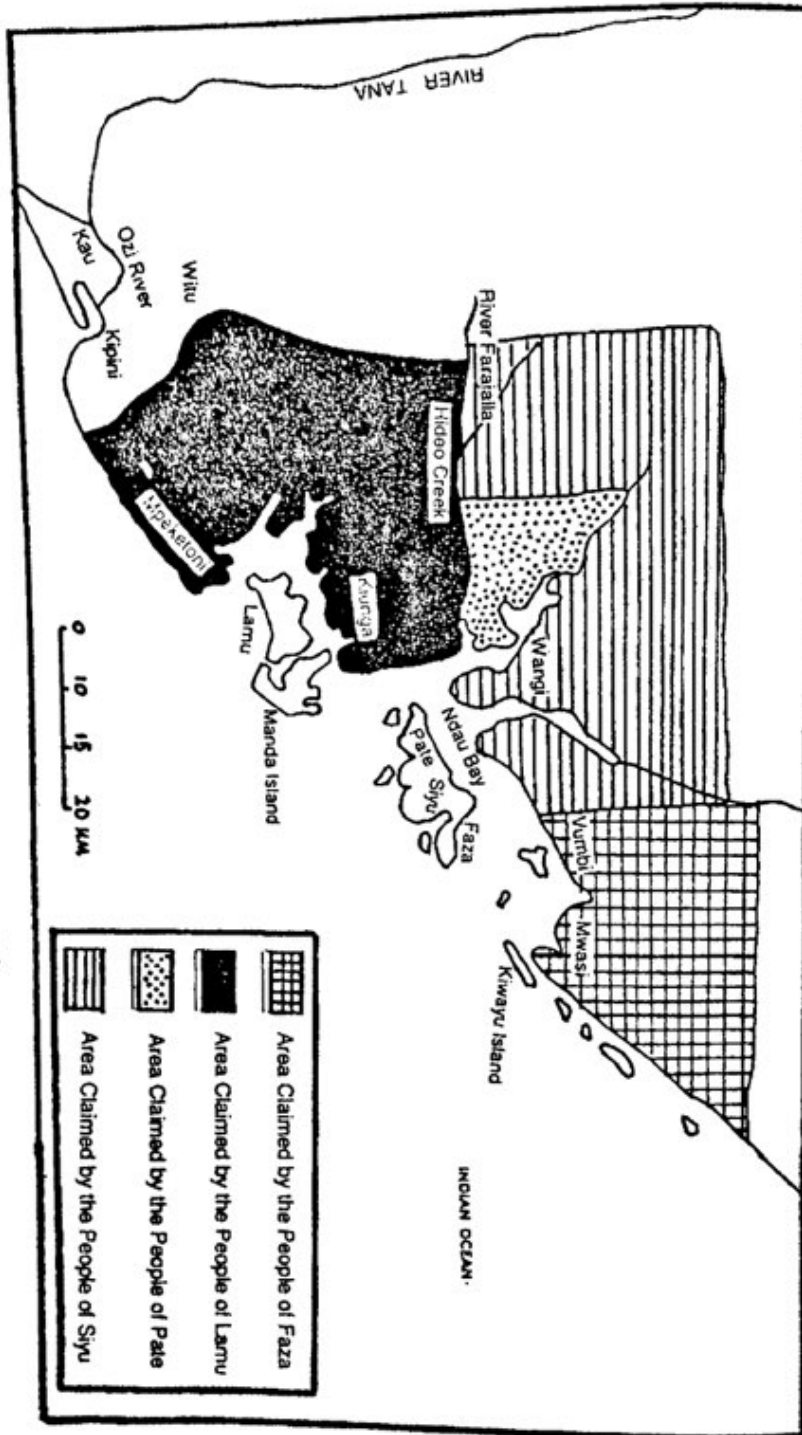 RIVER TANA
Ozi River
Kau
Kipini
Witu
River Faraialla
Hideo Creek
Mpeketoni
Kiunga
Lamu
Manda Island
Wangi
Ndau Bay
Pate
Siyu
Faza
Vumbi
Mwasi
Kiwayu Island
INDIAN OCEAN.
0 10 15 20 KM
Area Claimed by the People of Faza
Area Claimed by the People of Lamu
Area Claimed by the People of Pate
Area Claimed by the People of Siyu